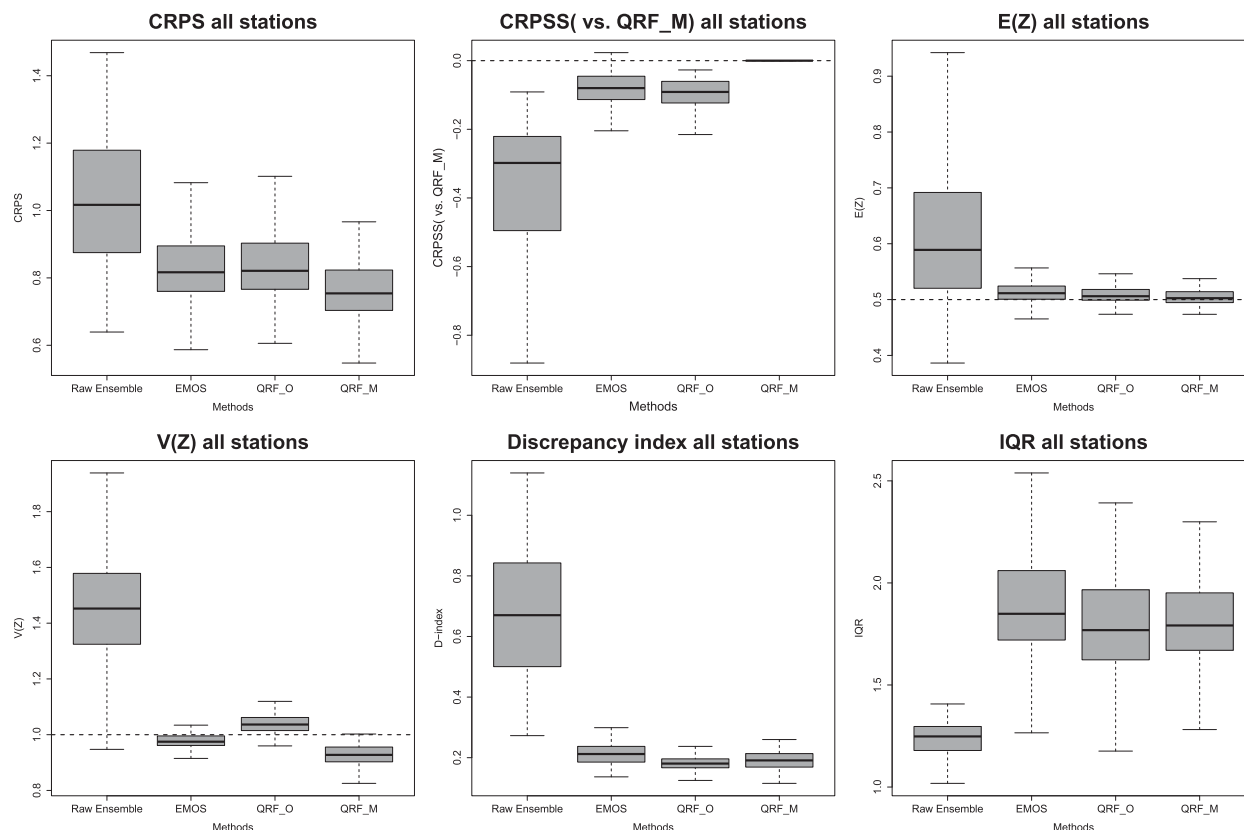 CRPS all stations
CRPS
1.4
1.2
1.0
0.8
0.6
Raw Ensemble EMOS QRF_O QRF_M
Methods
CRPSS( vs. QRF_M) all stations
CRPSS( vs. QRF_M)
0.0
−0.2
−0.4
−0.6
−0.8
Raw Ensemble EMOS QRF_O QRF_M
Methods
E(Z) all stations
E(Z)
0.9
0.8
0.7
0.6
0.5
0.4
Raw Ensemble EMOS QRF_O QRF_M
Methods
V(Z) all stations
V(Z)
1.8
1.6
1.4
1.2
1.0
0.8
Raw Ensemble EMOS QRF_O QRF_M
Methods
Discrepancy index all stations
D−index
1.0
0.8
0.6
0.4
0.2
Raw Ensemble EMOS QRF_O QRF_M
Methods
IQR all stations
IQR
2.5
2.0
1.5
1.0
Raw Ensemble EMOS QRF_O QRF_M
Methods